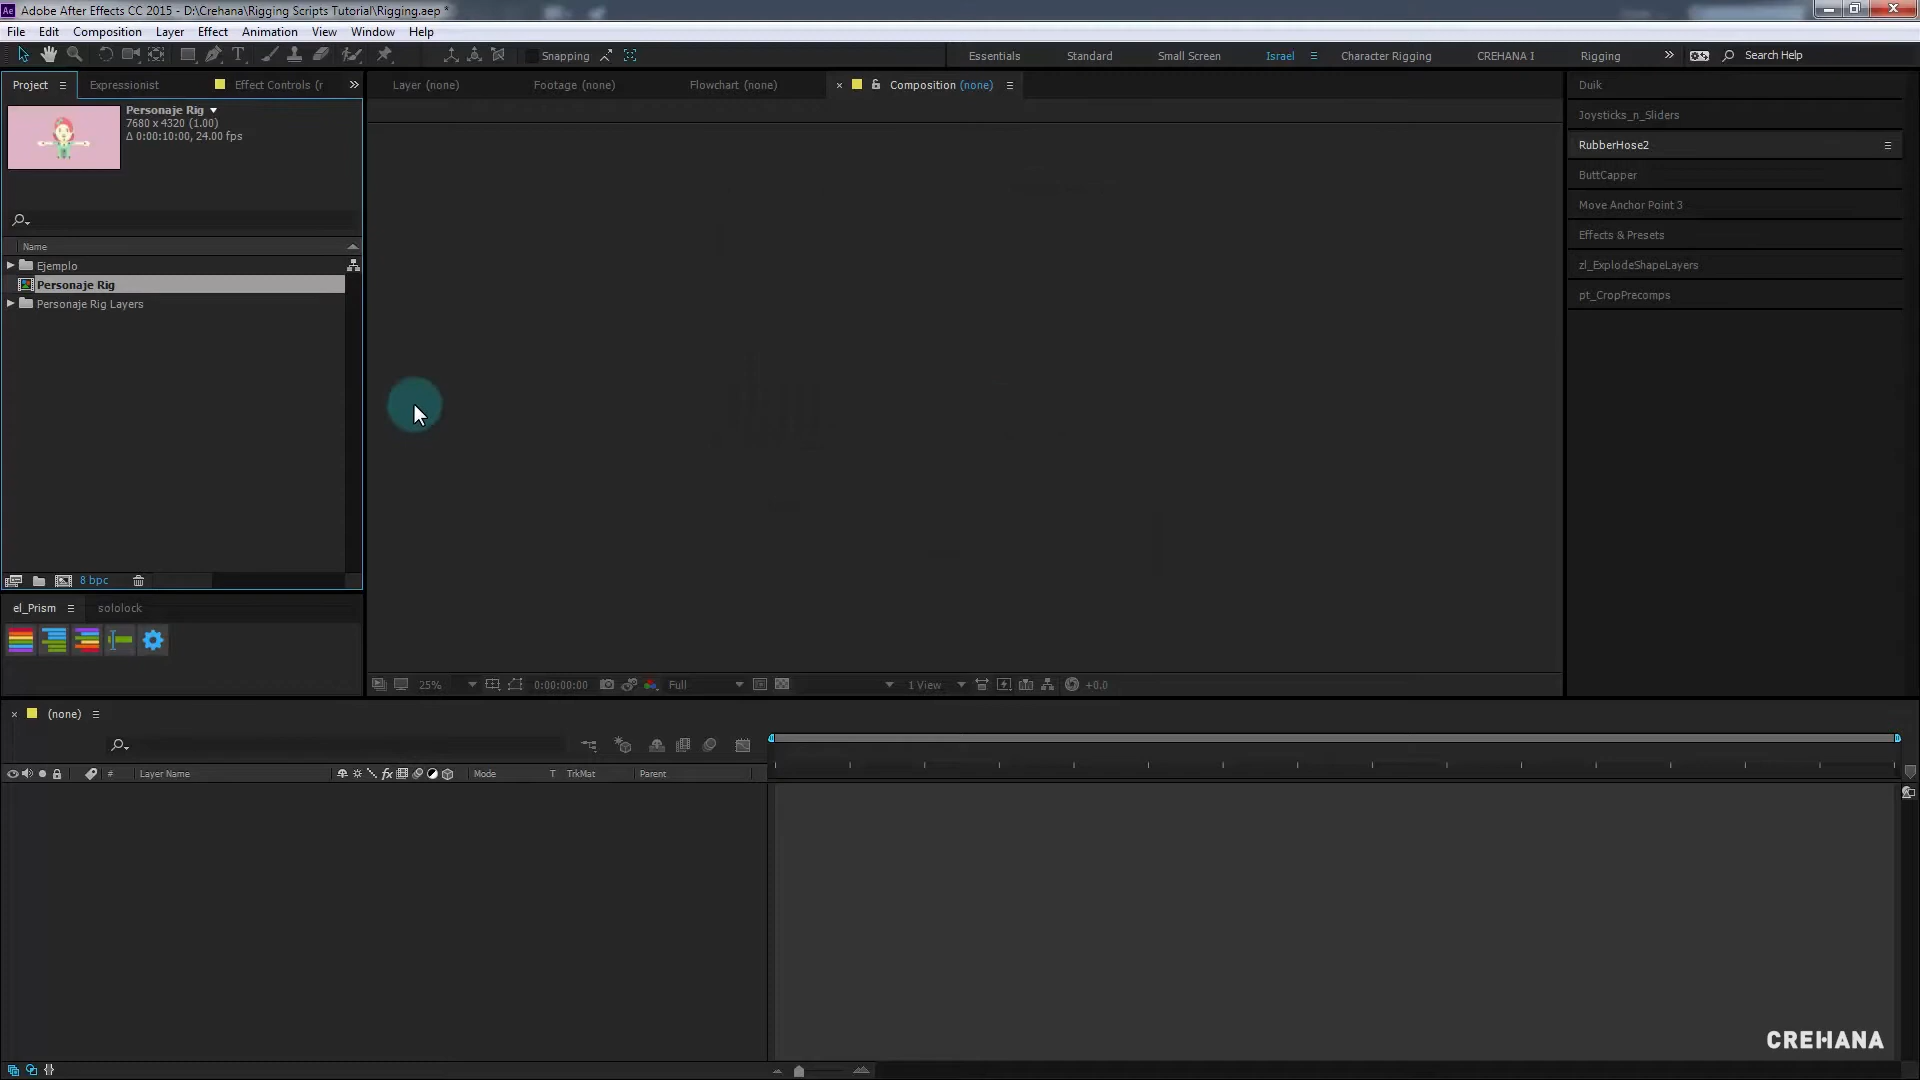 Adobe After Effects CC 2015 - D:\Crehana\Rigging Scripts Tutorial\Rigging.aep *
File Edit Composition Layer Effect Animation View Window Help
Snapping Essentials Standard Small Screen Israel Character Rigging CREHANA I Rigging Search Help
Project Expressionist Effect Controls (r Layer (none) Footage (none) Flowchart (none) Composition (none)
Personaje Rig
7680 x 4320 (1.00)
Δ 0:00:10:00, 24.00 fps
Name
Ejemplo
Personaje Rig
Personaje Rig Layers
8 bpc
el_Prism sololock
25% 0:00:00:00 Full 1 View +0.0
Duik
Joysticks_n_Sliders
RubberHose2
ButtCapper
Move Anchor Point 3
Effects & Presets
zl_ExplodeShapeLayers
pt_CropPrecomps
(none)
# Layer Name fx Mode T TrkMat Parent
CREHANA